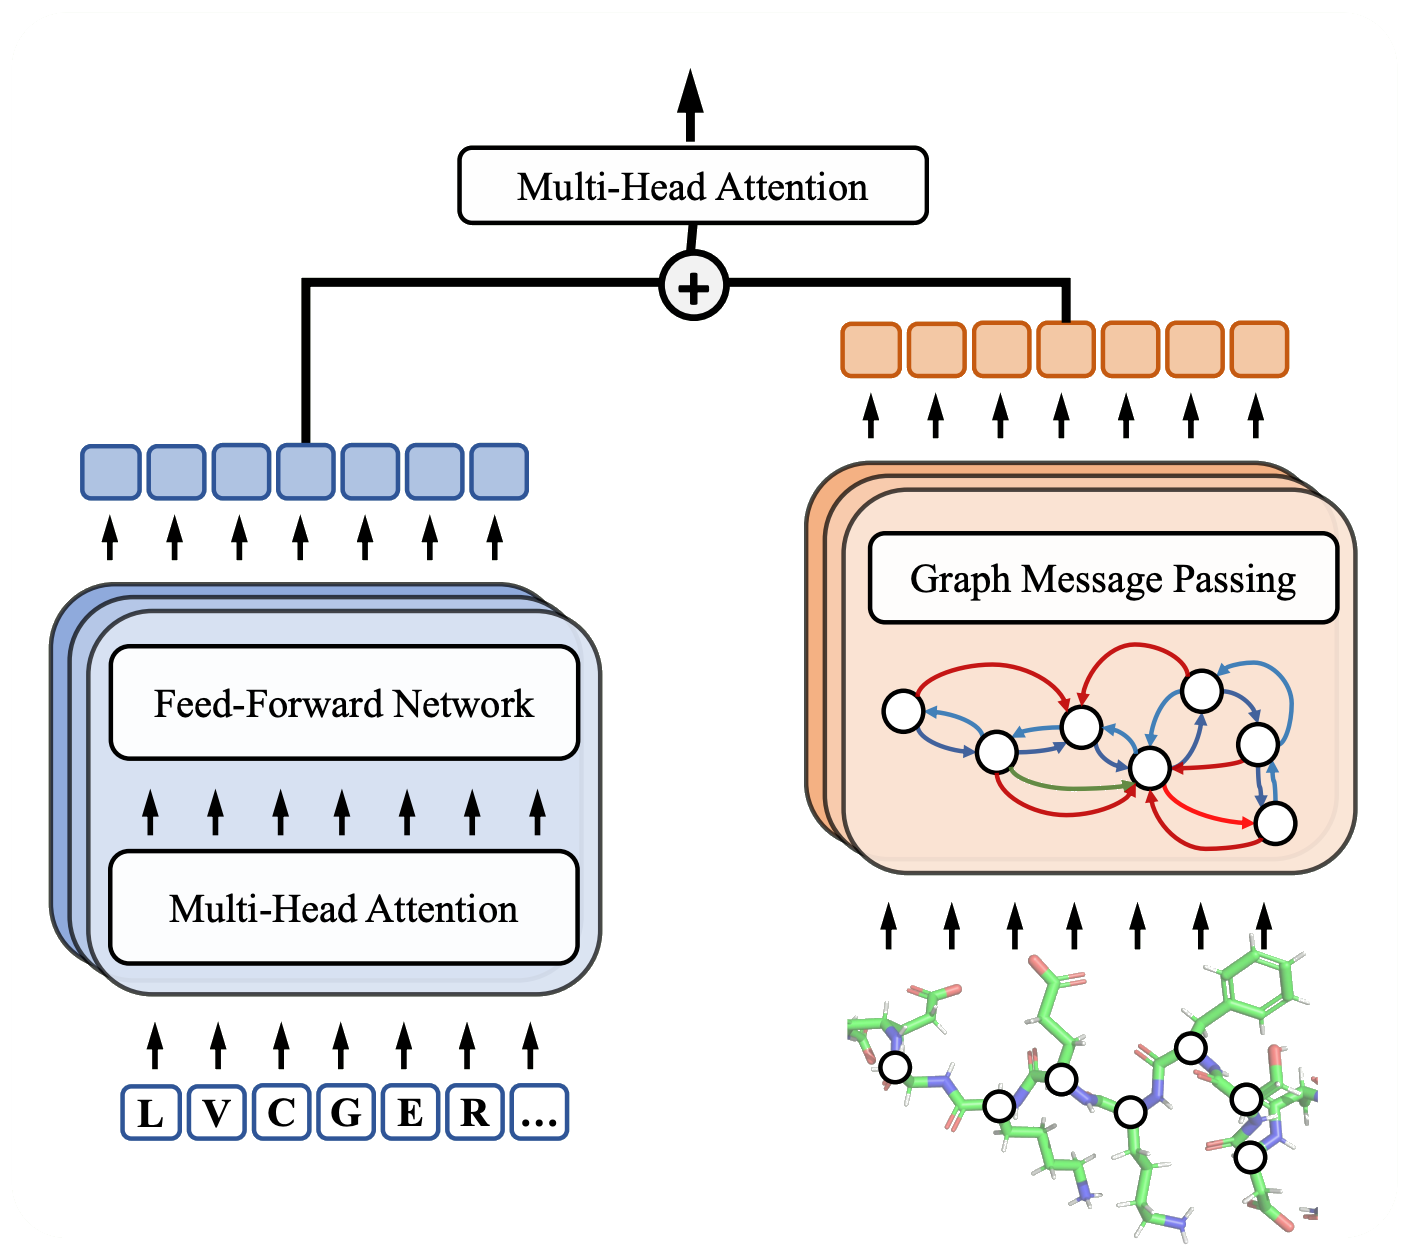 Multi-Head Attention
+
Graph Message Passing
Feed-Forward Network
Multi-Head Attention
L V C G E R ...